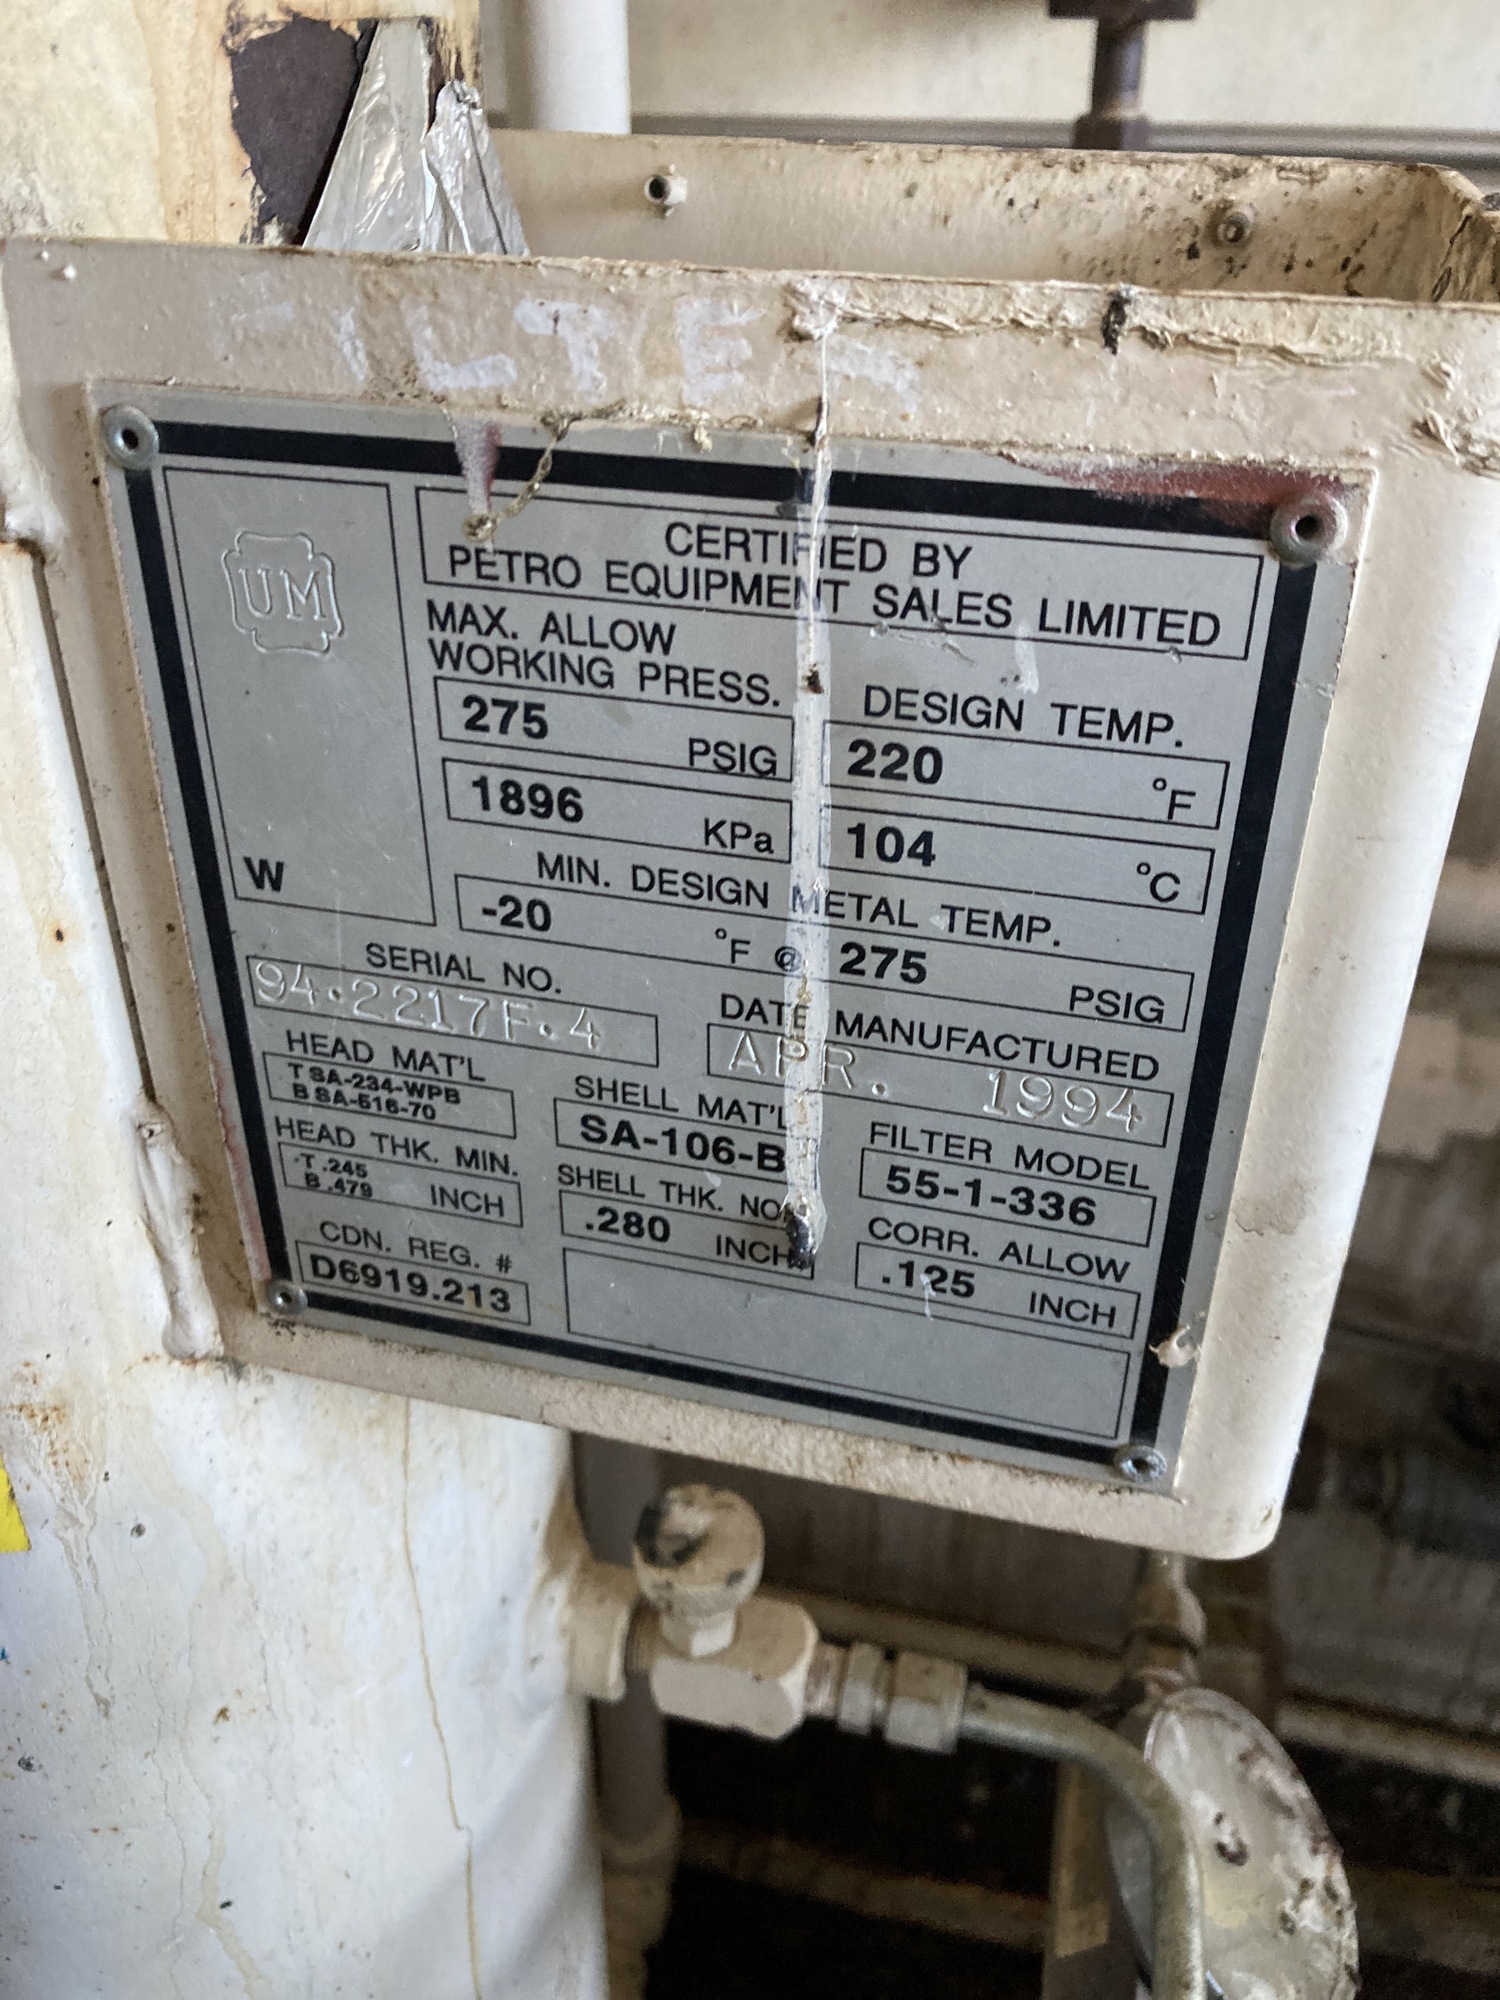 FILTER
UM
W
CERTIFIED BY
PETRO EQUIPMENT SALES LIMITED
MAX. ALLOW
WORKING PRESS.
275 PSIG
1896 KPa
DESIGN TEMP.
220 °F
104 °C
MIN. DESIGN METAL TEMP.
-20 °F @ 275 PSIG
SERIAL NO.
94.2217F.4
DATE MANUFACTURED
APR. 1994
HEAD MAT'L
T SA-234-WPB
B SA-516-70
SHELL MAT'L
SA-106-B
FILTER MODEL
55-1-336
HEAD THK. MIN.
T .245
B .479 INCH
SHELL THK. NOM.
.280 INCH
CORR. ALLOW
.125 INCH
CDN. REG. #
D6919.213